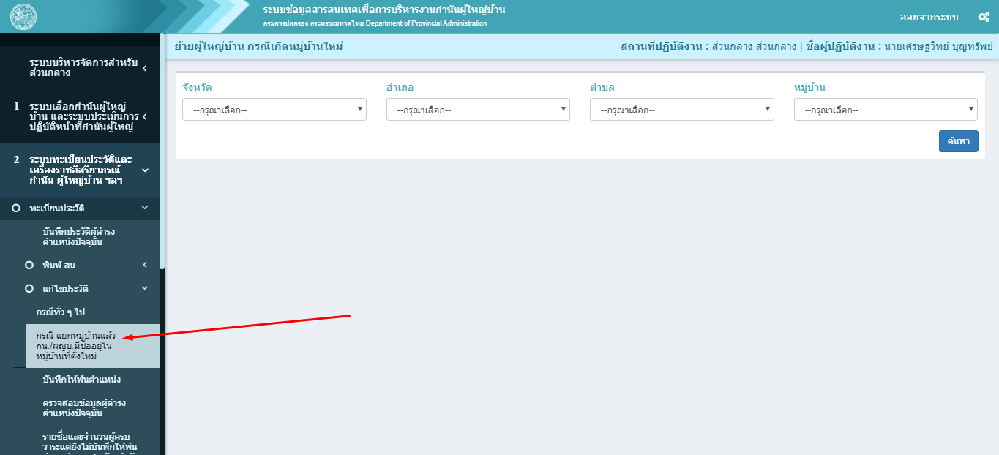 ระบบข้อมูลสารสนเทศเพื่อการบริหารงานกำนันผู้ใหญ่บ้าน
กรมการปกครอง กระทรวงมหาดไทย Department of Provincial Administration
ออกจากระบบ
ย้ายผู้ใหญ่บ้าน กรณีเกิดหมู่บ้านใหม่
สถานที่ปฏิบัติงาน : ส่วนกลาง ส่วนกลาง | ชื่อผู้ปฏิบัติงาน : นายเศรษฐวิทย์ บุญทรัพย์
ระบบบริหารจัดการสำหรับ
ส่วนกลาง
1 ระบบเลือกกำนันผู้ใหญ่
บ้าน และระบบประเมินการ
ปฏิบัติหน้าที่กำนันผู้ใหญ่
2 ระบบทะเบียนประวัติและ
เครื่องราชอิสริยาภรณ์
กำนัน ผู้ใหญ่บ้าน ฯลฯ
ทะเบียนประวัติ
บันทึกประวัติผู้ดำรง
ตำแหน่งปัจจุบัน
พิมพ์ สน.
แก้ไขประวัติ
กรณีทั่ว ๆ ไป
กรณี แยกหมู่บ้านแล้ว
กน./ผญบ.มีชื่ออยู่ใน
หมู่บ้านที่ตั้งใหม่
บันทึกให้พ้นตำแหน่ง
ตรวจสอบข้อมูลผู้ดำรง
ตำแหน่งปัจจุบัน
รายชื่อและจำนวนผู้ครบ
วาระแต่ยังไม่บันทึกให้พ้น
จังหวัด อำเภอ ตำบล หมู่บ้าน
--กรุณาเลือก-- --กรุณาเลือก-- --กรุณาเลือก-- --กรุณาเลือก--
ค้นหา